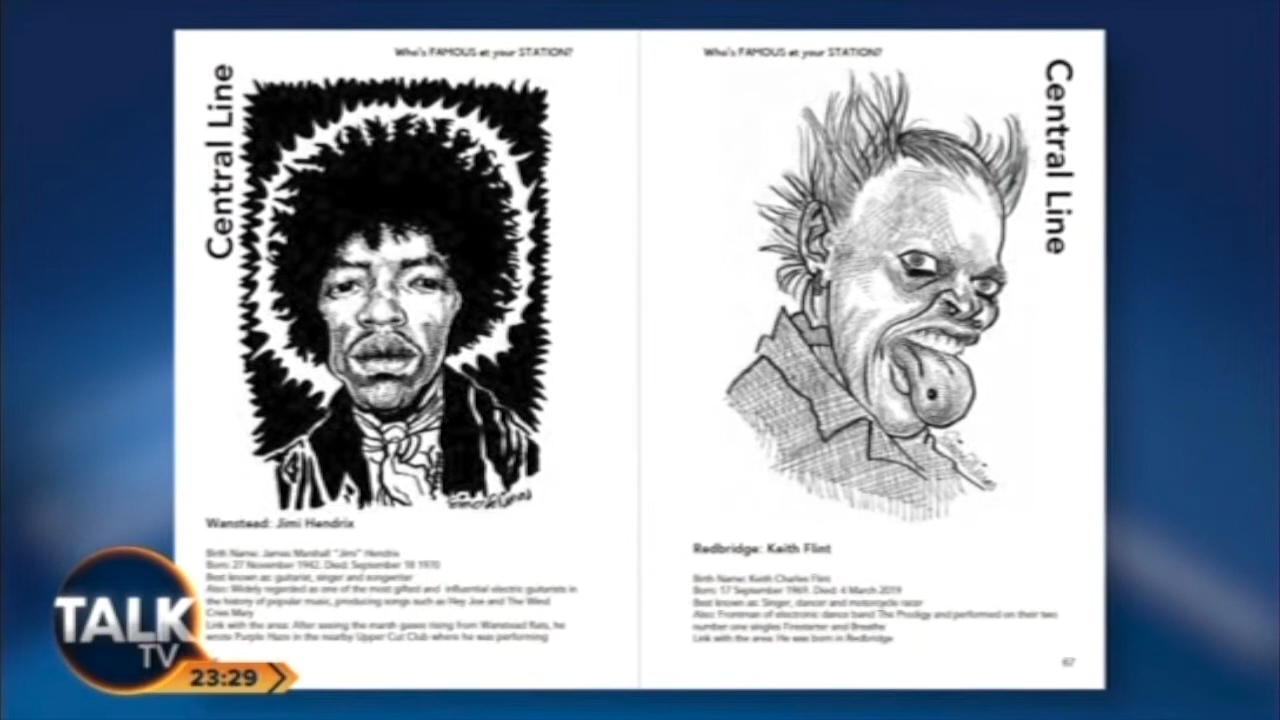 Who's FAMOUS at your STATION?
Central Line
Wanstead: Jimi Hendrix
Birth Name: James Marshall "Jimi" Hendrix
Born: 27 November 1942. Died: September 18 1970
Best known as: guitarist, singer and songwriter
Also: Widely regarded as one of the most gifted and influential electric guitarists in
the history of popular music, producing songs such as Hey Joe and The Wind
Cries Mary
Link with the area: After seeing the marsh gases rising from Wanstead flats, he
wrote Purple Haze in the nearby Upper Cut Club where he was performing
Who's FAMOUS at your STATION?
Central Line
Redbridge: Keith Flint
Birth Name: Keith Charles Flint
Born: 17 September 1969. Died: 4 March 2019
Best known as: Singer, dancer and motorcycle racer
Also: Frontman of electronic dance band The Prodigy and performed on their two
number one singles Firestarter and Breathe
Link with the area: He was born in Redbridge
67
TALK
TV
23:29